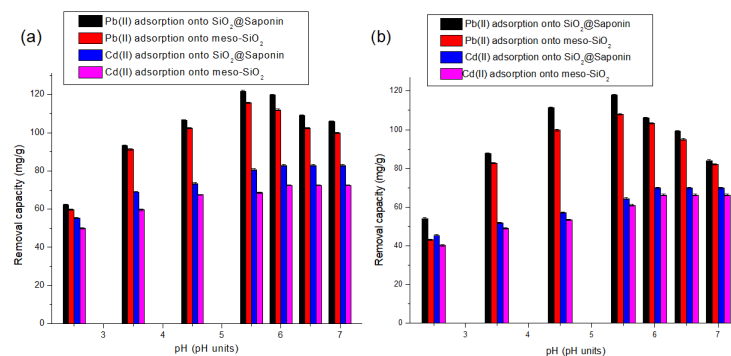 (a)
Pb(II) adsorption onto SiO₂@Saponin
Pb(II) adsorption onto meso-SiO₂
Cd(II) adsorption onto SiO₂@Saponin
Cd(II) adsorption onto meso-SiO₂
Removal capacity (mg/g)
120
100
80
60
40
20
0
3 4 5 6 7
pH (pH units)
(b)
Pb(II) adsorption onto SiO₂@Saponin
Pb(II) adsorption onto meso-SiO₂
Cd(II) adsorption onto SiO₂@Saponin
Cd(II) adsorption onto meso-SiO₂
Removal capacity (mg/g)
120
100
80
60
40
20
0
3 4 5 6 7
pH (pH units)